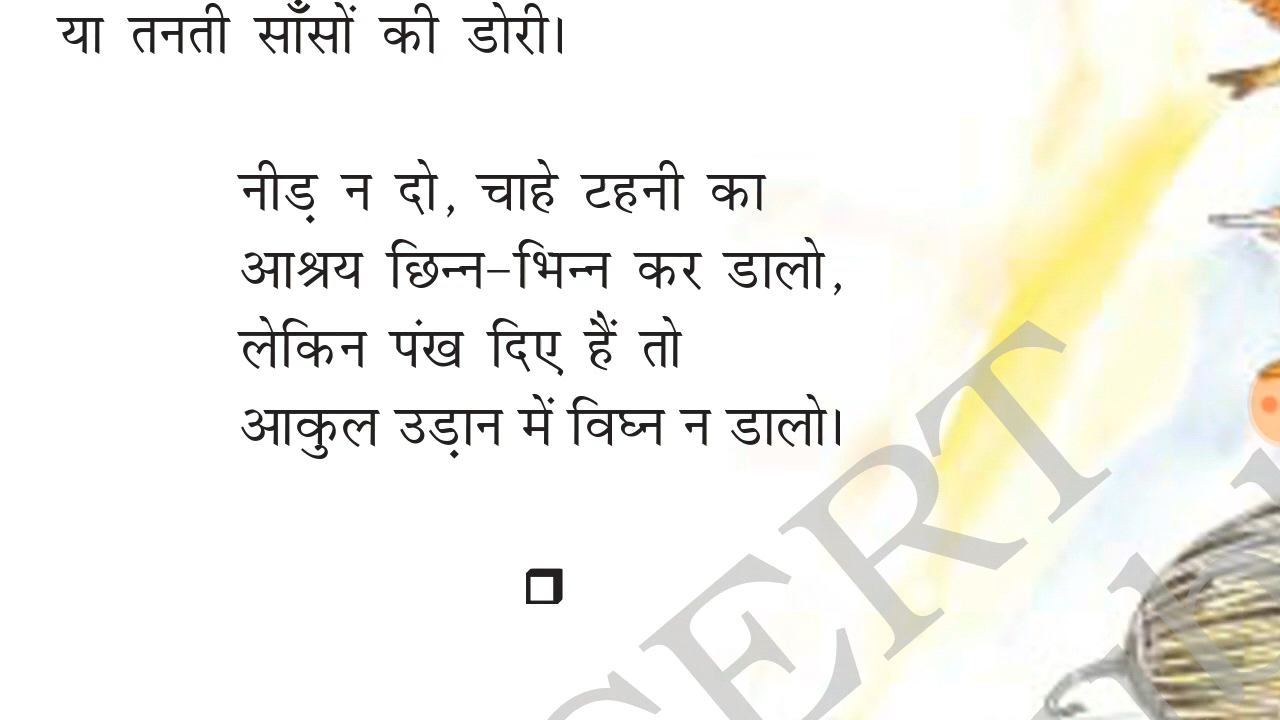 या तनती साँसों की डोरी।
नीड़ न दो, चाहे टहनी का
आश्रय छिन्न-भिन्न कर डालो,
लेकिन पंख दिए हैं तो
आकुल उड़ान में विघ्न न डालो।